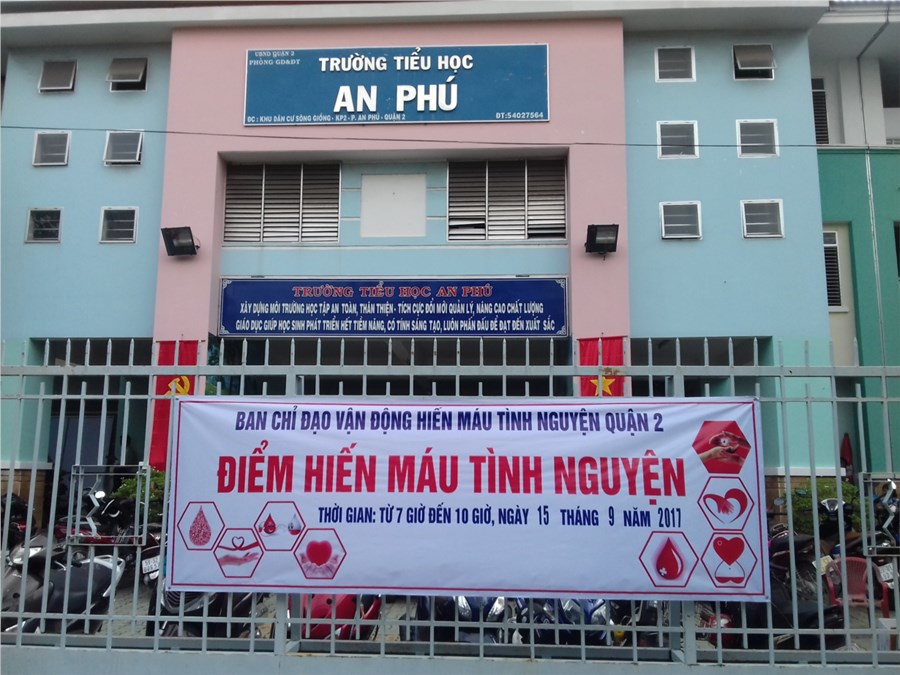 UBND QUẬN 2
PHÒNG GD&ĐT
TRƯỜNG TIỂU HỌC
AN PHÚ
ĐC : KHU DÂN CƯ SÔNG GIỒNG - KP2 - P. AN PHÚ - QUẬN 2
ĐT:54027564
TRƯỜNG TIỂU HỌC AN PHÚ
XÂY DỰNG MÔI TRƯỜNG HỌC TẬP AN TOÀN, THÂN THIỆN - TÍCH CỰC ĐỔI MỚI QUẢN LÝ, NÂNG CAO CHẤT LƯỢNG
GIÁO DỤC GIÚP HỌC SINH PHÁT TRIỂN HẾT TIỀM NĂNG, CÓ TÍNH SÁNG TẠO, LUÔN PHẤN ĐẤU ĐỂ ĐẠT ĐẾN XUẤT SẮC
BAN CHỈ ĐẠO VẬN ĐỘNG HIẾN MÁU TÌNH NGUYỆN QUẬN 2
ĐIỂM HIẾN MÁU TÌNH NGUYỆN
THỜI GIAN: TỪ 7 GIỜ ĐẾN 10 GIỜ, NGÀY 15 THÁNG 9 NĂM 2017